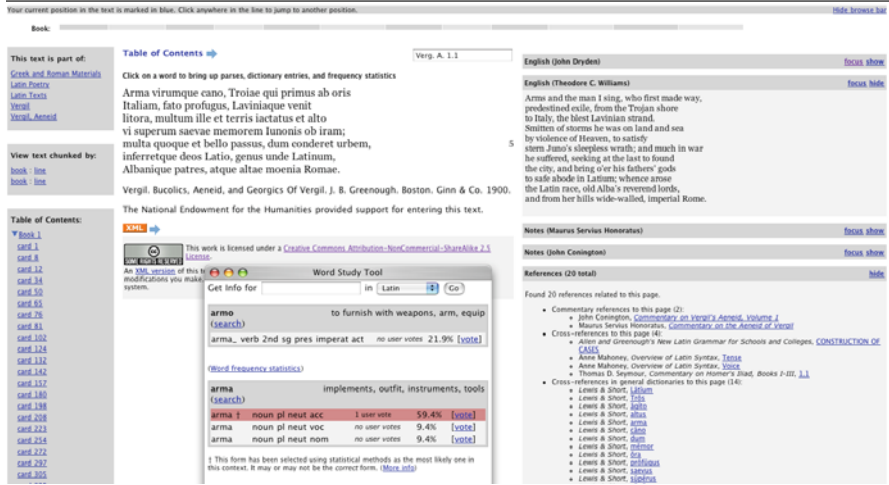 Your current position in the text is marked in blue. Click anywhere in the line to jump to another position.
Hide browse bar
Book:
This text is part of:
Greek and Roman Materials
Latin Poetry
Latin Texts
Vergil
Vergil, Aeneid
View text chunked by:
book : line
book : line
Table of Contents:
Book 1
card 1
card 8
card 12
card 34
card 50
card 65
card 76
card 81
card 102
card 124
card 132
card 142
card 157
card 180
card 198
card 208
card 223
card 254
card 272
card 297
card 305
Table of Contents
Verg. A. 1.1
Click on a word to bring up parses, dictionary entries, and frequency statistics
Arma virumque cano, Troiae qui primus ab oris
Italiam, fato profugus, Laviniaque venit
litora, multum ille et terris iactatus et alto
vi superum saevae memorem Iunonis ob iram;
multa quoque et bello passus, dum conderet urbem,
5
inferretque deos Latio, genus unde Latinum,
Albanique patres, atque altae moenia Romae.
Vergil. Bucolics, Aeneid, and Georgics Of Vergil. J. B. Greenough. Boston. Ginn & Co. 1900.
The National Endowment for the Humanities provided support for entering this text.
XML
SOME RIGHTS RESERVED
This work is licensed under a Creative Commons Attribution-NonCommercial-ShareAlike 2.5
License.
An XML version of this t
modifications you make.
system.
Word Study Tool
Get Info for
in
Latin
Go
armo
to furnish with weapons, arm, equip
(search)
arma_ verb 2nd sg pres imperat act no user votes 21.9% [vote]
(Word frequency statistics)
arma
implements, outfit, instruments, tools
(search)
arma † noun pl neut acc 1 user vote 59.4% [vote]
arma noun pl neut voc no user votes 9.4% [vote]
arma noun pl neut nom no user votes 9.4% [vote]
† This form has been selected using statistical methods as the most likely one in
this context. It may or may not be the correct form. (More info)
English (John Dryden)
focus show
English (Theodore C. Williams)
focus hide
Arms and the man I sing, who first made way,
predestined exile, from the Trojan shore
to Italy, the blest Lavinian strand.
Smitten of storms he was on land and sea
by violence of Heaven, to satisfy
stern Juno's sleepless wrath; and much in war
he suffered, seeking at the last to found
the city, and bring o'er his fathers' gods
to safe abode in Latium; whence arose
the Latin race, old Alba's reverend lords,
and from her hills wide-walled, imperial Rome.
Notes (Maurus Servius Honoratus)
focus show
Notes (John Conington)
focus show
References (20 total)
hide
Found 20 references related to this page.
Commentary references to this page (2):
John Conington, Commentary on Vergil's Aeneid, Volume 1
Maurus Servius Honoratus, Commentary on the Aeneid of Vergil
Cross-references to this page (4):
Allen and Greenough's New Latin Grammar for Schools and Colleges, CONSTRUCTION OF
CASES
Anne Mahoney, Overview of Latin Syntax, Tense
Anne Mahoney, Overview of Latin Syntax, Voice
Thomas D. Seymour, Commentary on Homer's Iliad, Books I-III, 1.1
Cross-references in general dictionaries to this page (14):
Lewis & Short, Lătium
Lewis & Short, Trōs
Lewis & Short, ăgito
Lewis & Short, altus
Lewis & Short, arma
Lewis & Short, căno
Lewis & Short, dum
Lewis & Short, mĕmor
Lewis & Short, ōra
Lewis & Short, prŏfŭgus
Lewis & Short, saevus
Lewis & Short, sŭpĕrus